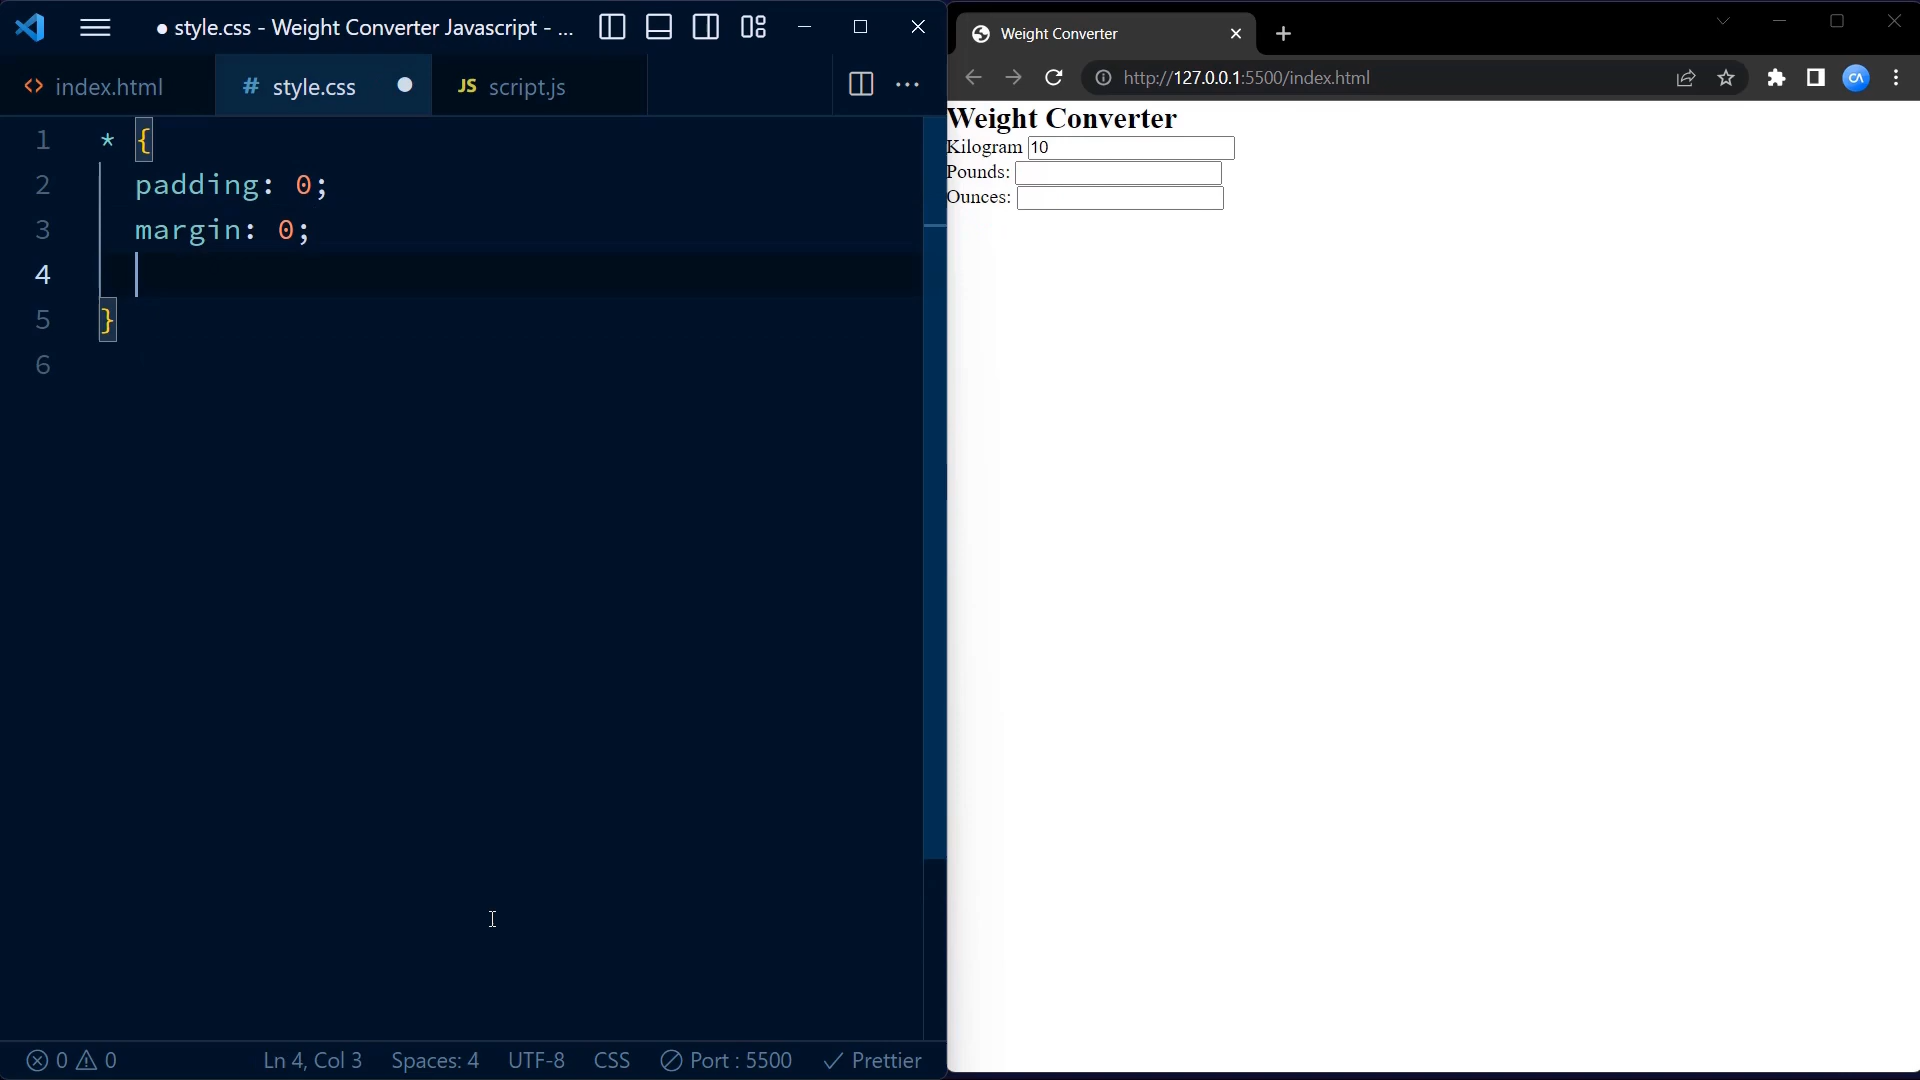 ● style.css - Weight Converter Javascript - ...
index.html
# style.css ●
JS script.js
...
1 * {
2 padding: 0;
3 margin: 0;
4
5 }
6
0 0
Ln 4, Col 3
Spaces: 4
UTF-8
CSS
Port : 5500
Prettier
Weight Converter
http://127.0.0.1:5500/index.html
CA
Weight Converter
Kilogram 10
Pounds:
Ounces: